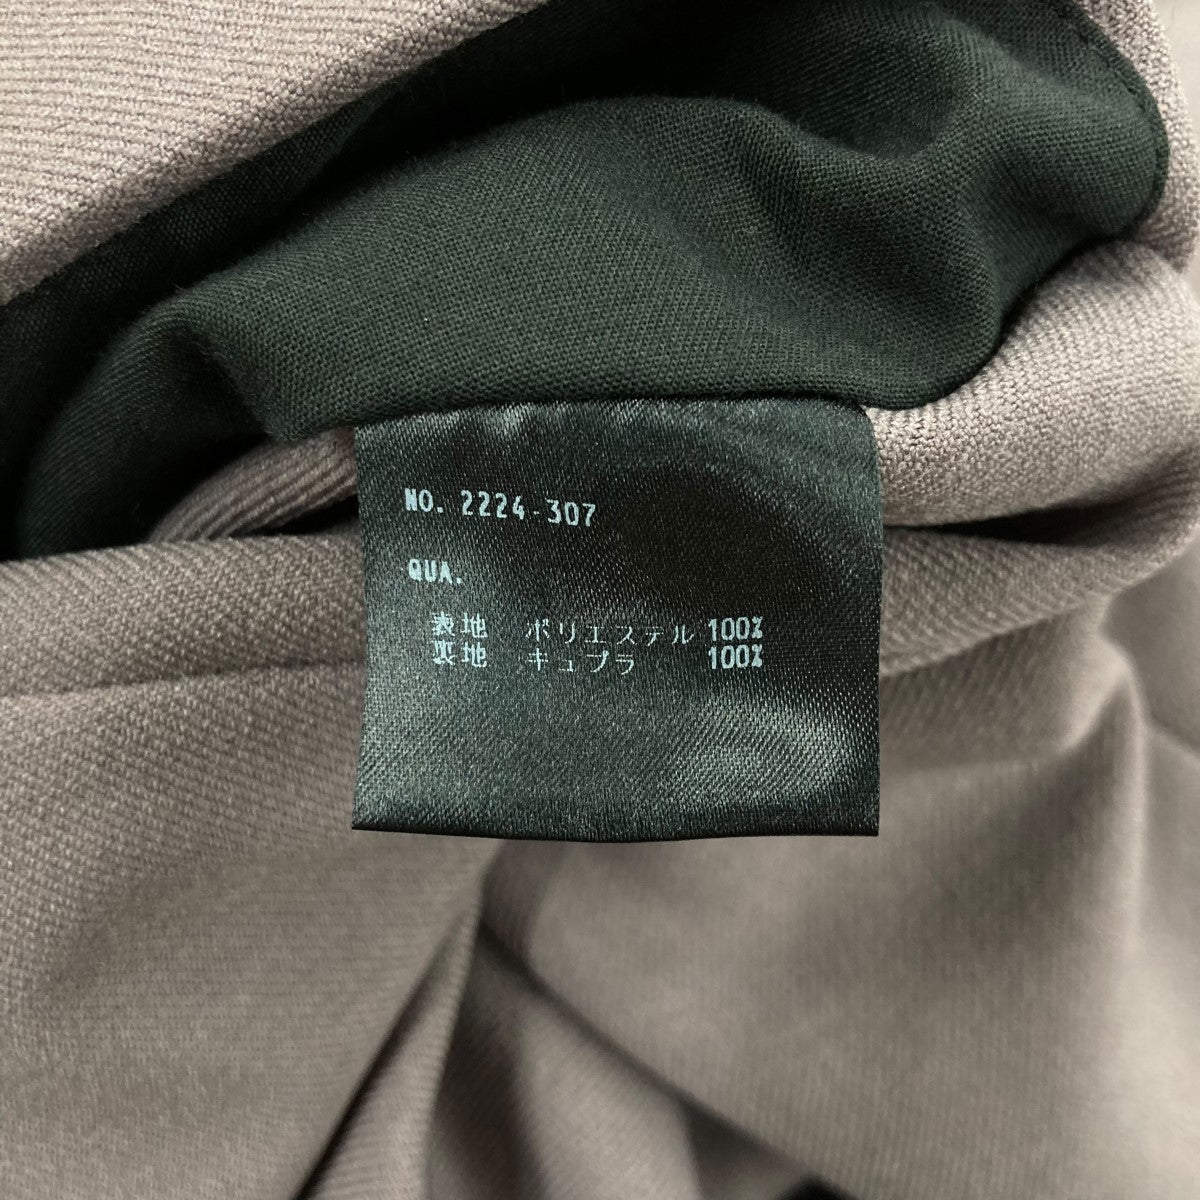 NO. 2224-307
QUA.
表地 ポリエステル 100%
裏地 キュプラ 100%